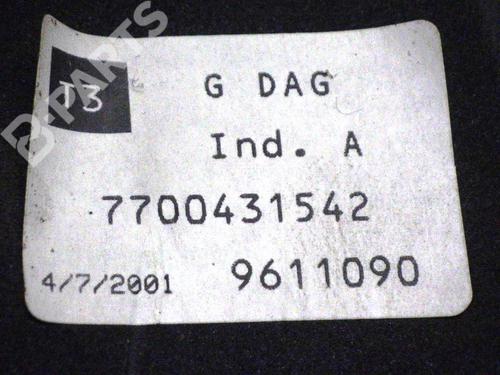 B-PARTS
13
G DAG
Ind. A
7700431542
4/7/2001 9611090